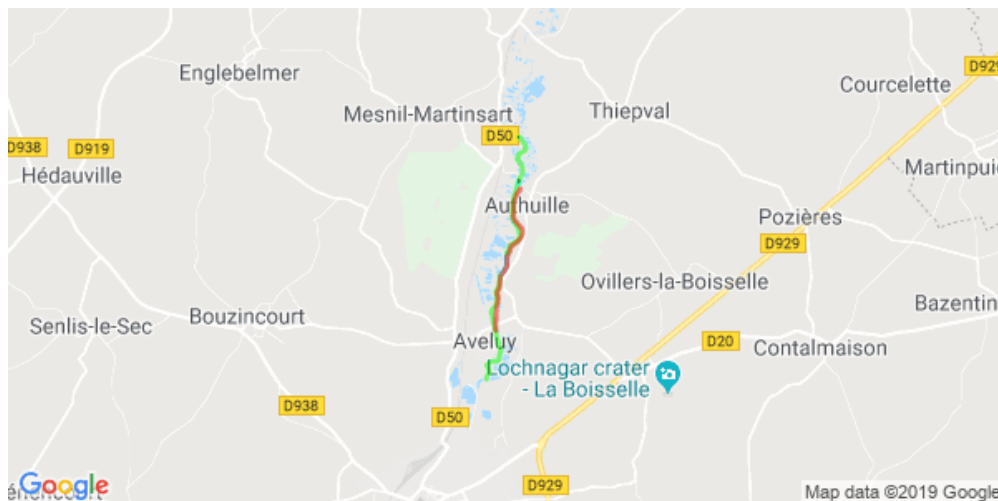 D929
Englebelmer
Courcelette
Mesnil-Martinsart
Thiepval
D50
D938
D919
Martinpuic
Hédauville
Authuille
Pozières
D929
Ovillers-la-Boisselle
Bazentin
Senlis-le-Sec
Bouzincourt
Aveluy
D20
Contalmaison
Lochnagar crater
- La Boisselle
D938
D50
D929
Google
Map data ©2019 Google